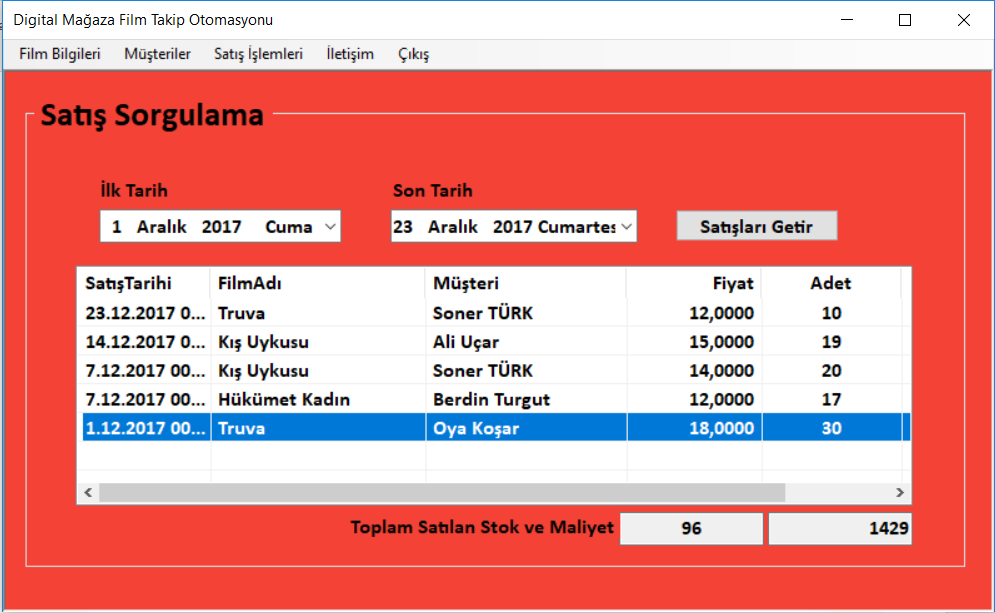 Digital Mağaza Film Takip Otomasyonu
Film Bilgileri Müşteriler Satış İşlemleri İletişim Çıkış
Satış Sorgulama
İlk Tarih Son Tarih
1 Aralık 2017 Cuma 23 Aralık 2017 Cumartes Satışları Getir
SatışTarihi FilmAdı Müşteri Fiyat Adet
23.12.2017 0... Truva Soner TÜRK 12,0000 10
14.12.2017 0... Kış Uykusu Ali Uçar 15,0000 19
7.12.2017 00... Kış Uykusu Soner TÜRK 14,0000 20
7.12.2017 00... Hükümet Kadın Berdin Turgut 12,0000 17
1.12.2017 00... Truva Oya Koşar 18,0000 30
Toplam Satılan Stok ve Maliyet 96 1429